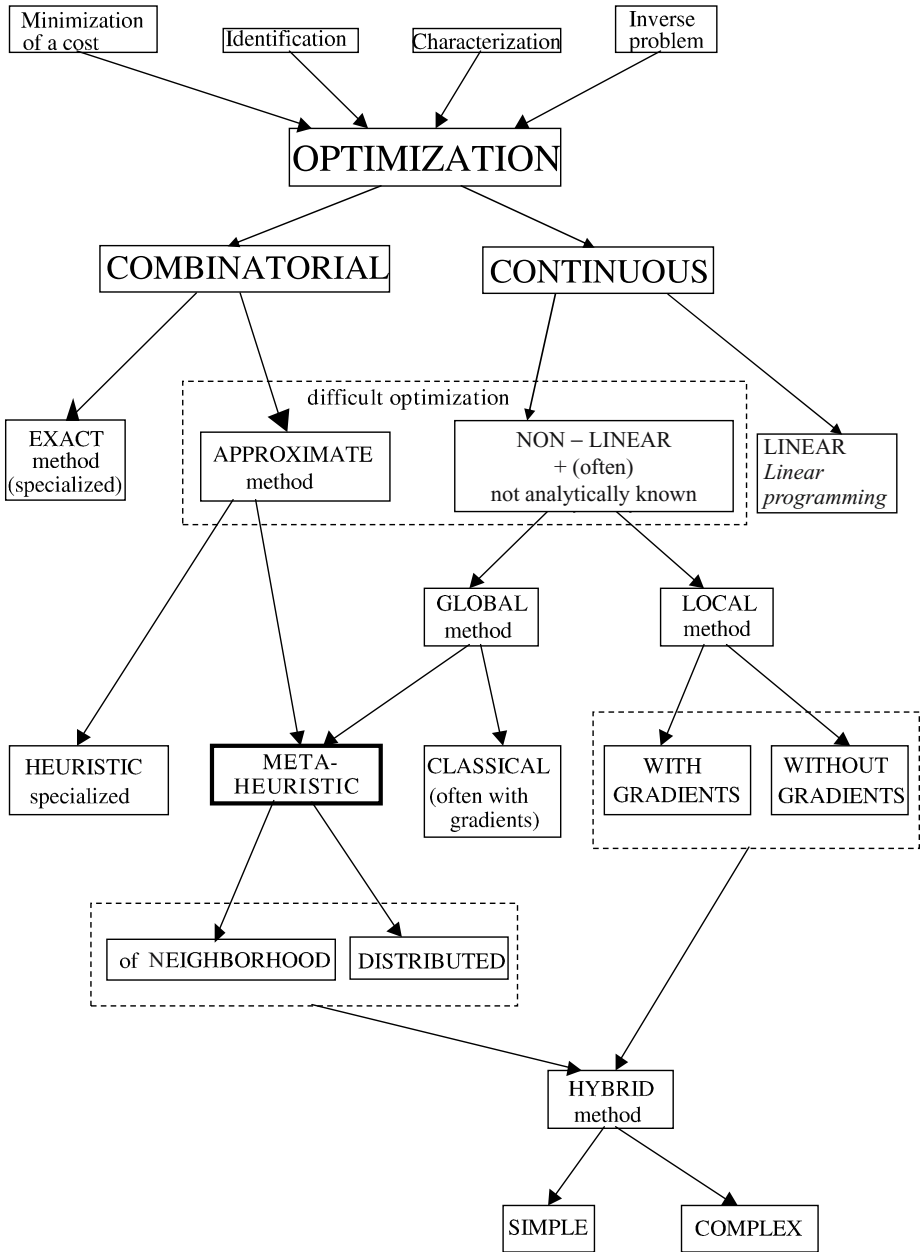 Minimization
of a cost
Identification
Characterization
Inverse
problem
OPTIMIZATION
COMBINATORIAL
CONTINUOUS
difficult optimization
EXACT
method
(specialized)
APPROXIMATE
method
NON – LINEAR
+ (often)
not analytically known
LINEAR
Linear
programming
GLOBAL
method
LOCAL
method
HEURISTIC
specialized
META-
HEURISTIC
CLASSICAL
(often with
gradients)
WITH
GRADIENTS
WITHOUT
GRADIENTS
of NEIGHBORHOOD
DISTRIBUTED
HYBRID
method
SIMPLE
COMPLEX